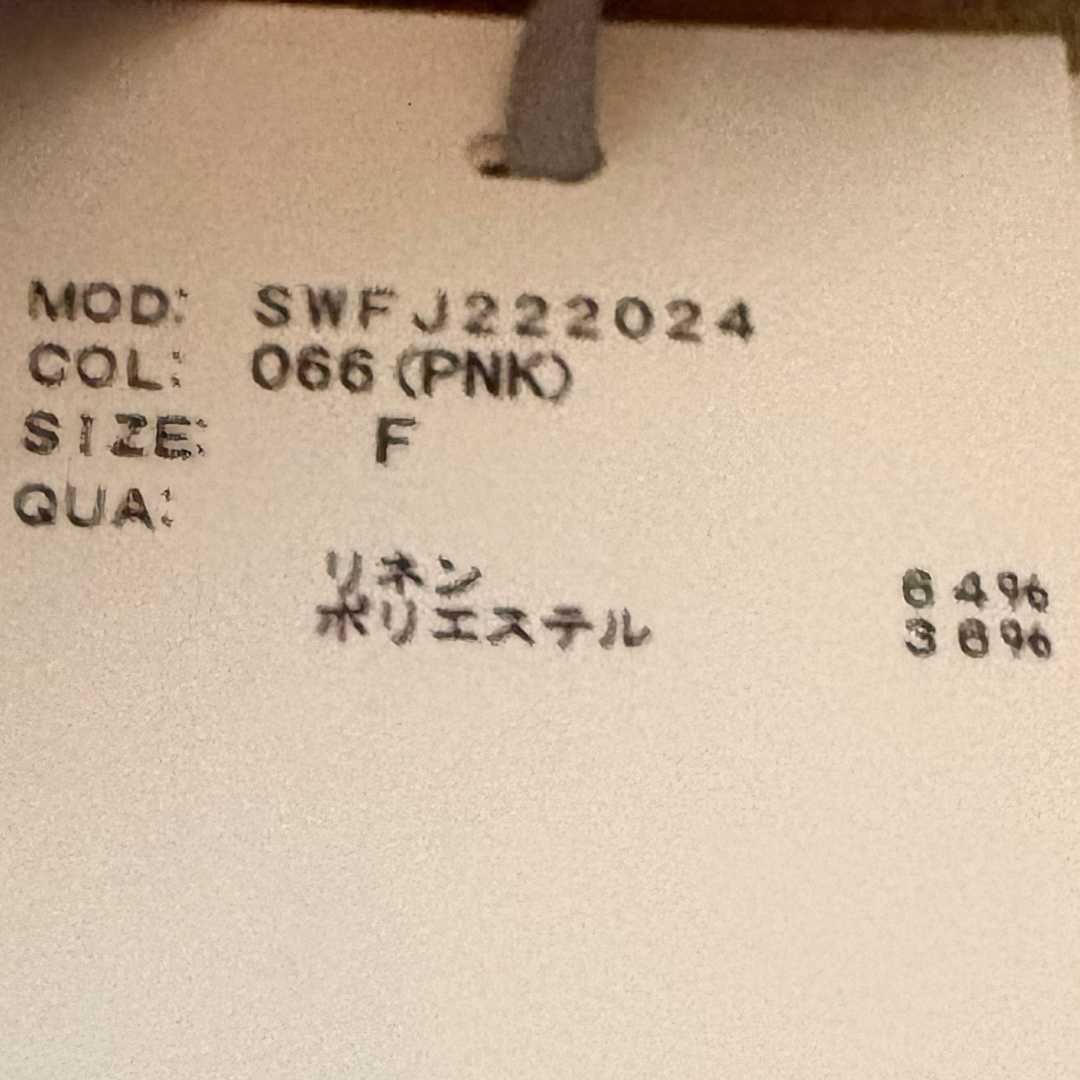 MOD: SWFJ222024
COL: 066(PNK)
SIZE: F
QUA:
リネン 64%
ポリエステル 36%